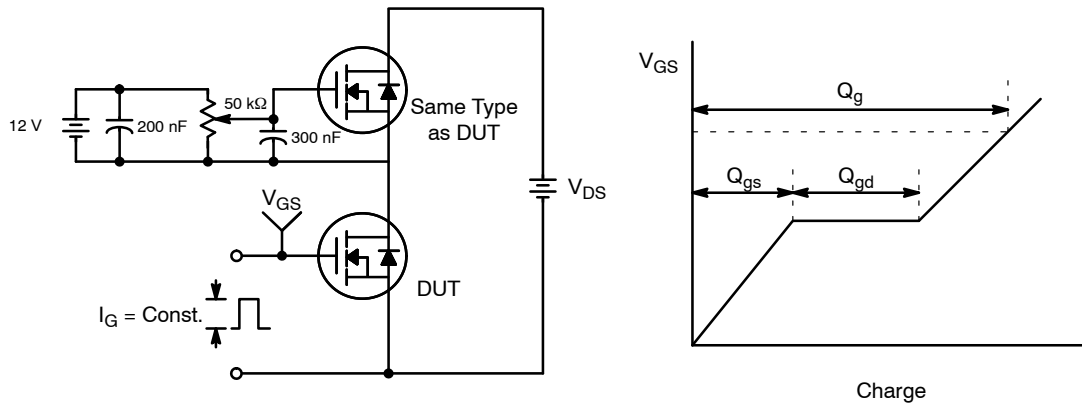 12 V
200 nF
50 kΩ
300 nF
Same Type
as DUT
V_DS
V_GS
DUT
I_G = Const.
V_GS
Q_g
Q_gs
Q_gd
Charge